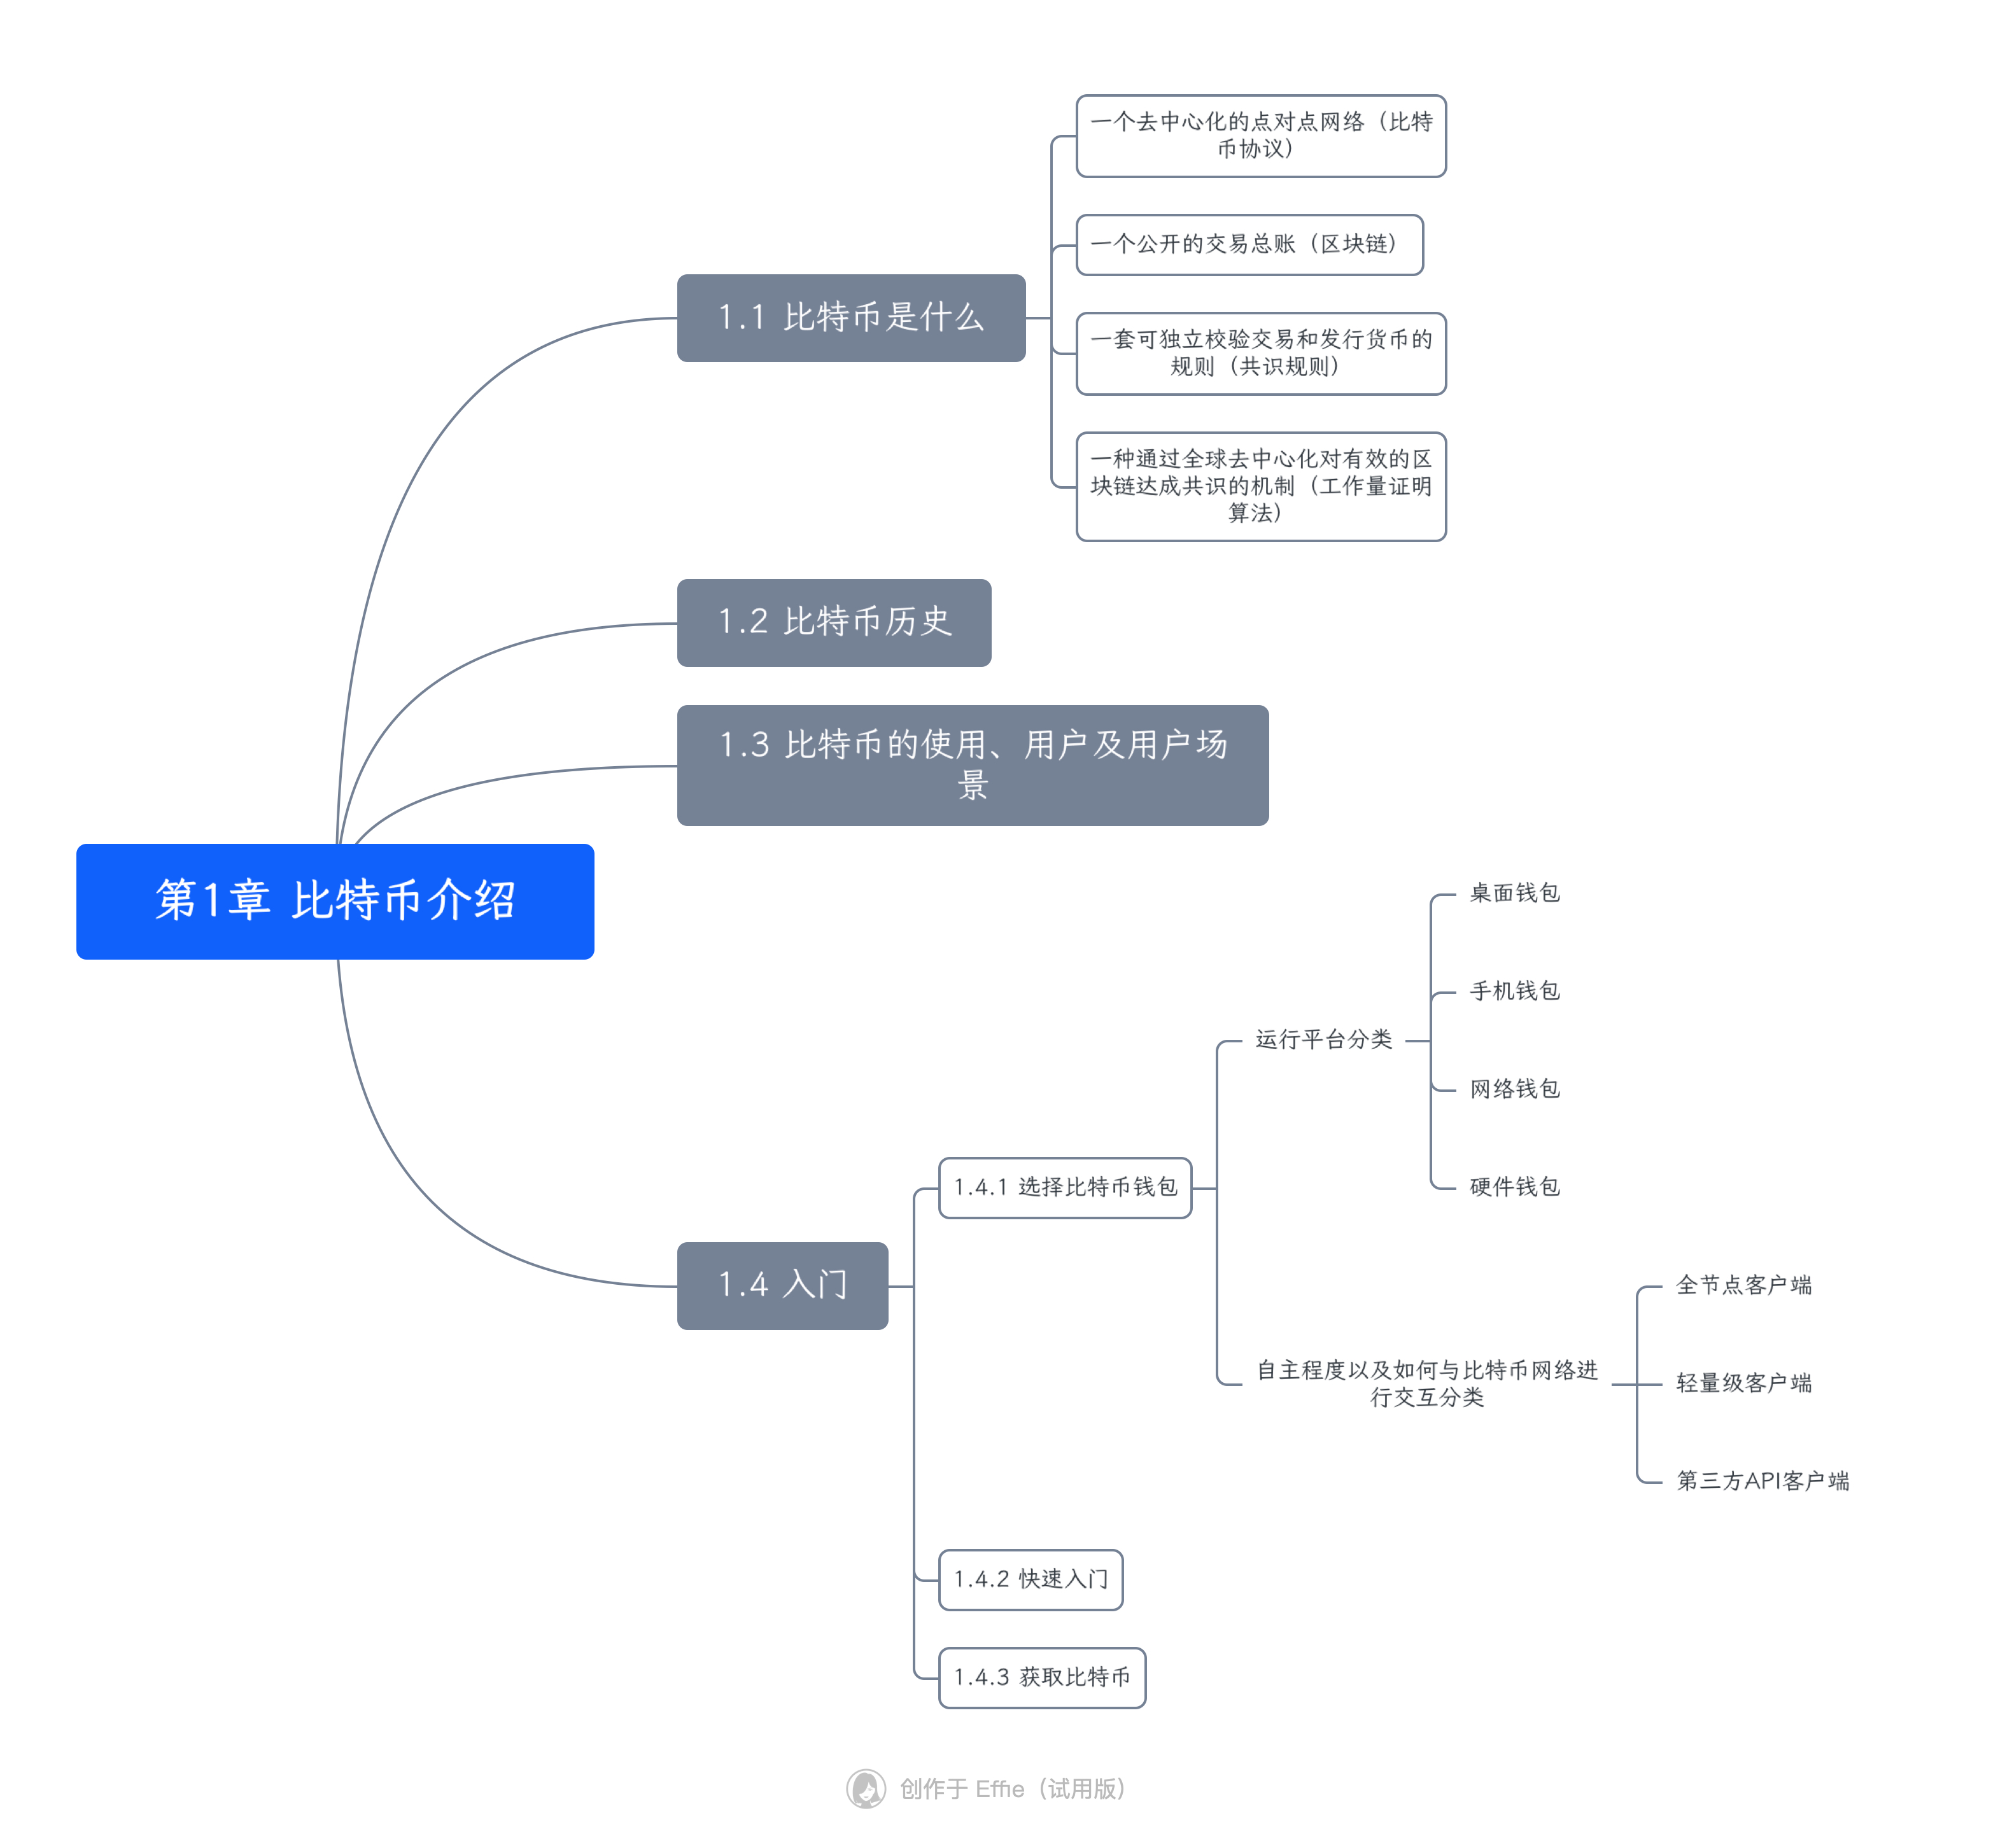 第1章 比特币介绍
1.1 比特币是什么
一个去中心化的点对点网络（比特
币协议）
一个公开的交易总账（区块链）
一套可独立校验交易和发行货币的
规则（共识规则）
一种通过全球去中心化对有效的区
块链达成共识的机制（工作量证明
算法）
1.2 比特币历史
1.3 比特币的使用、用户及用户场
景
1.4 入门
1.4.1 选择比特币钱包
运行平台分类
桌面钱包
手机钱包
网络钱包
硬件钱包
自主程度以及如何与比特币网络进
行交互分类
全节点客户端
轻量级客户端
第三方API客户端
1.4.2 快速入门
1.4.3 获取比特币
创作于 Effie（试用版）